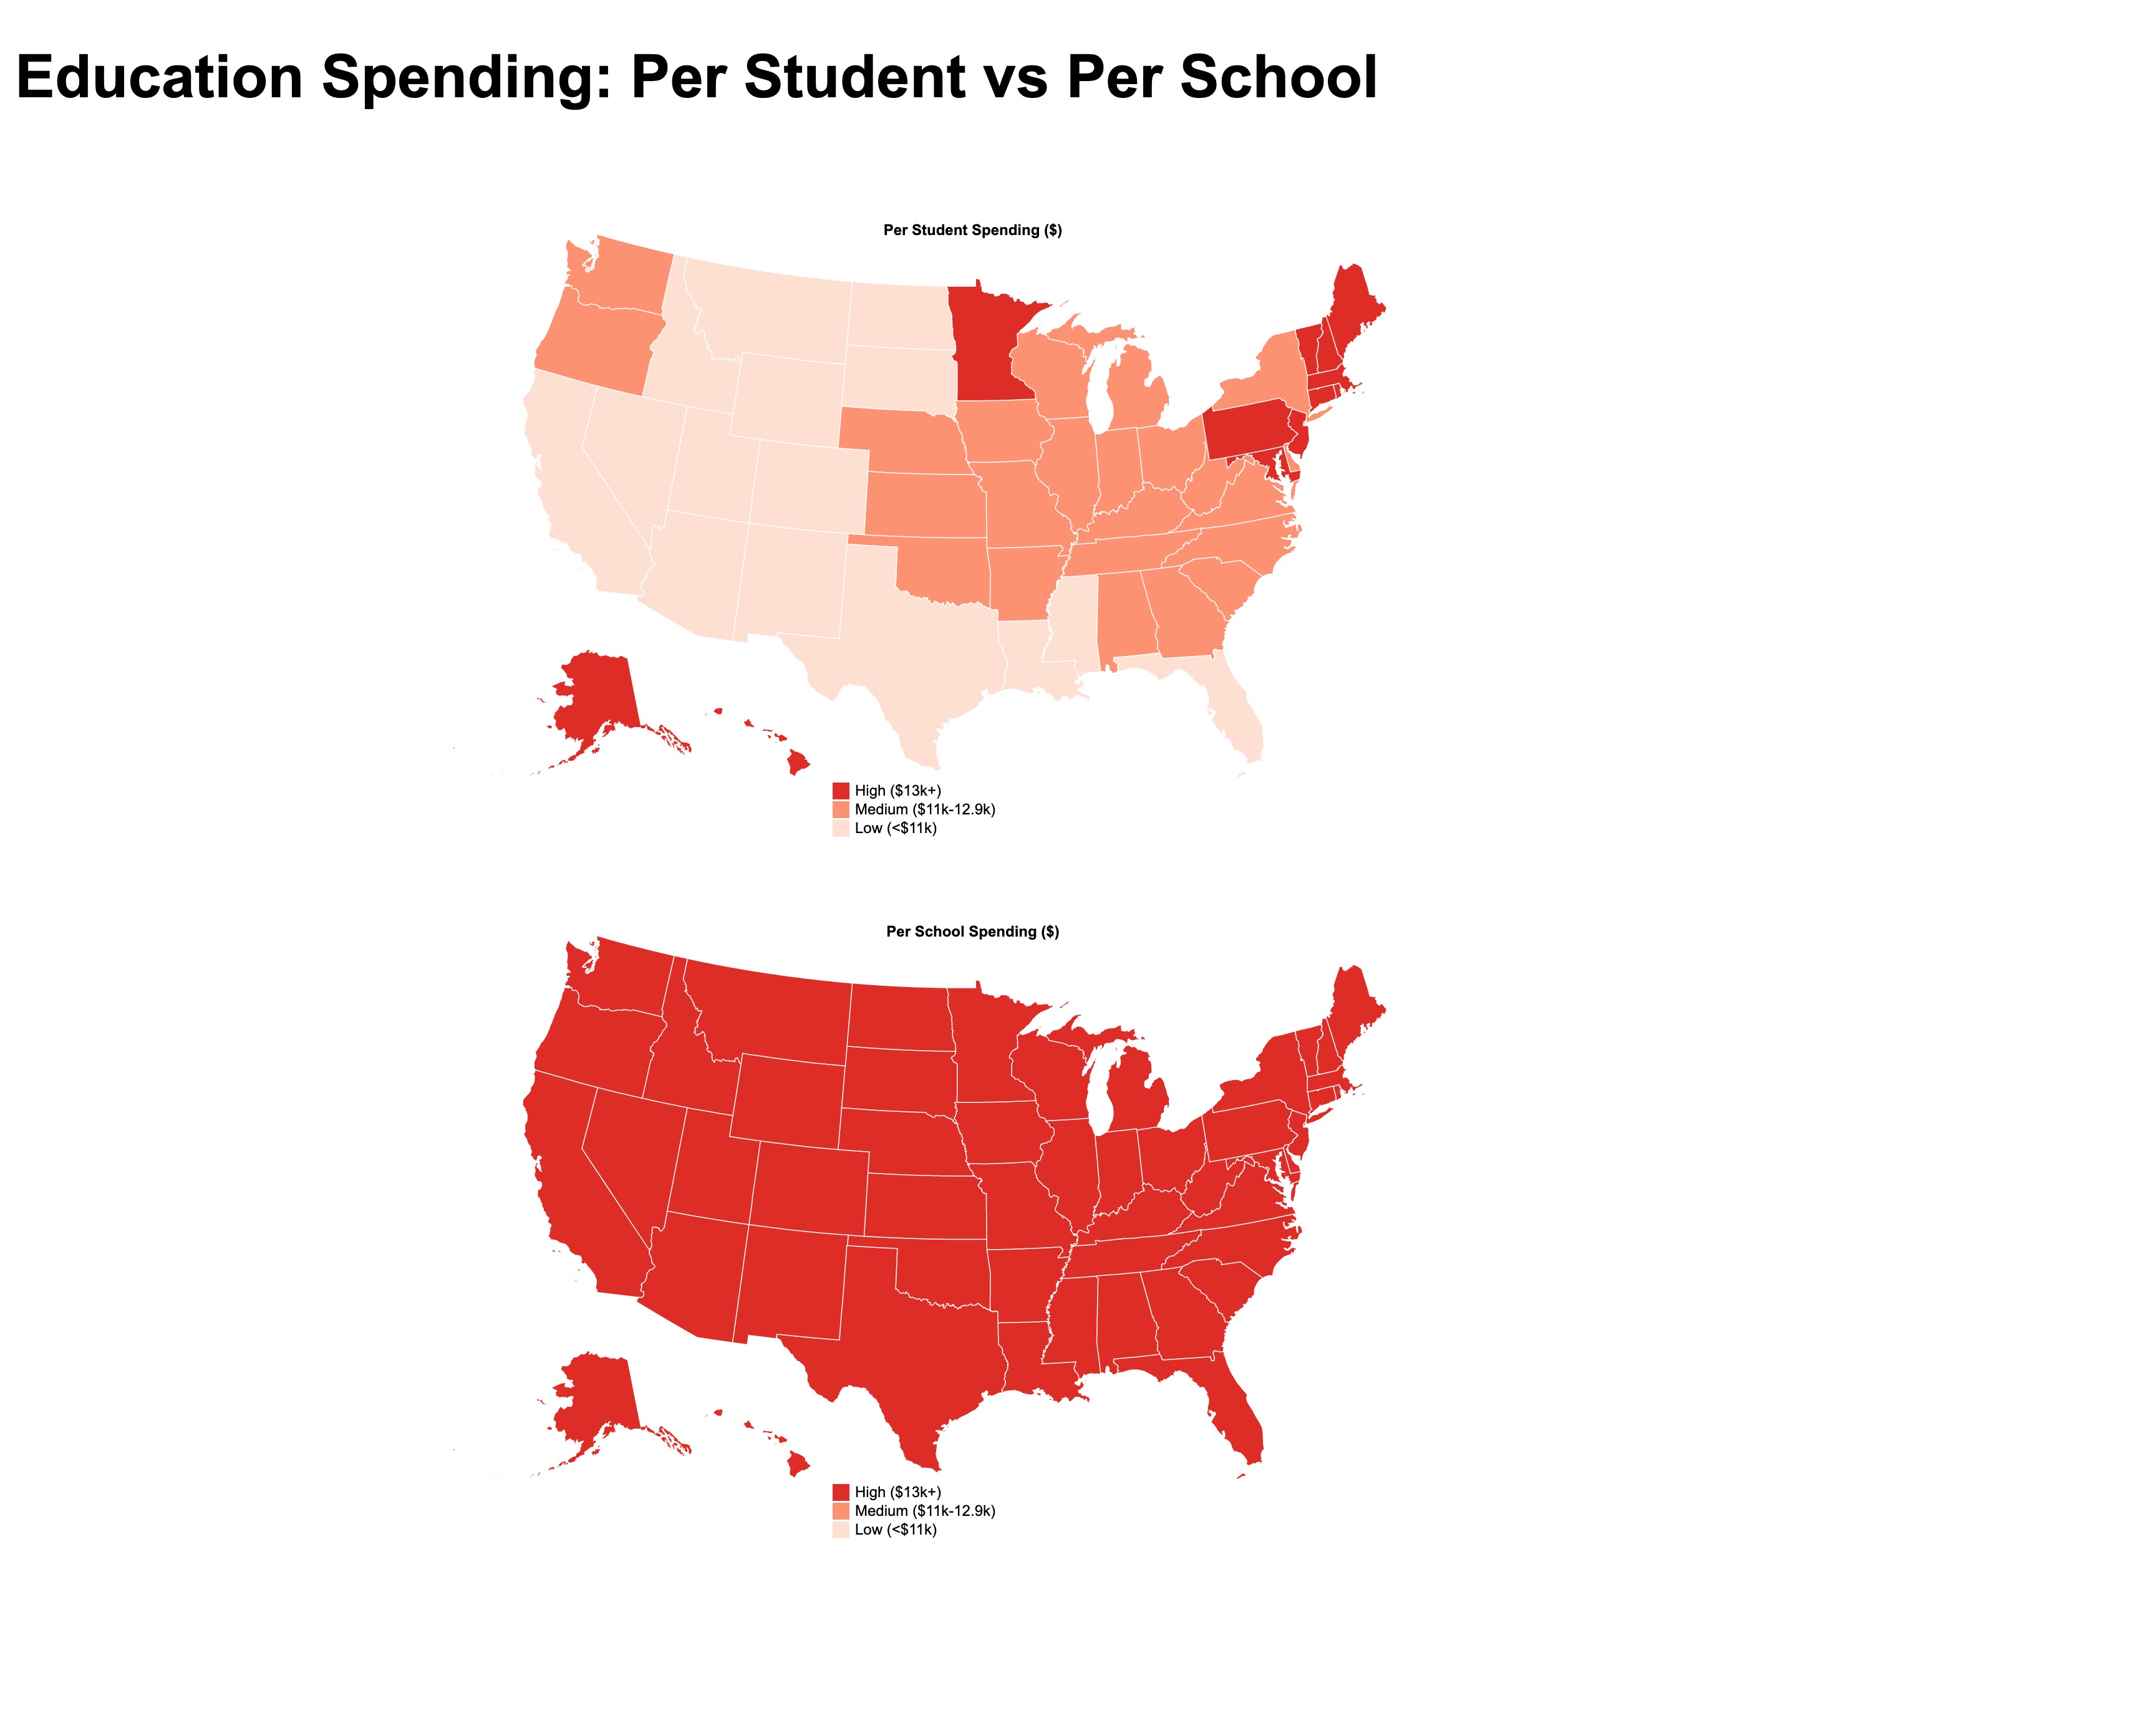 Education Spending: Per Student vs Per School
Per Student Spending ($)
High ($13k+)
Medium ($11k-12.9k)
Low (<$11k)
Per School Spending ($)
High ($13k+)
Medium ($11k-12.9k)
Low (<$11k)